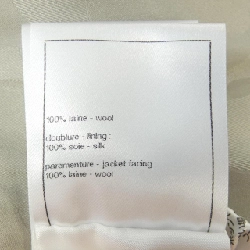 100% laine - wool
doublure - lining :
100% soie - silk
parementure - jacket facing
100% laine - wool